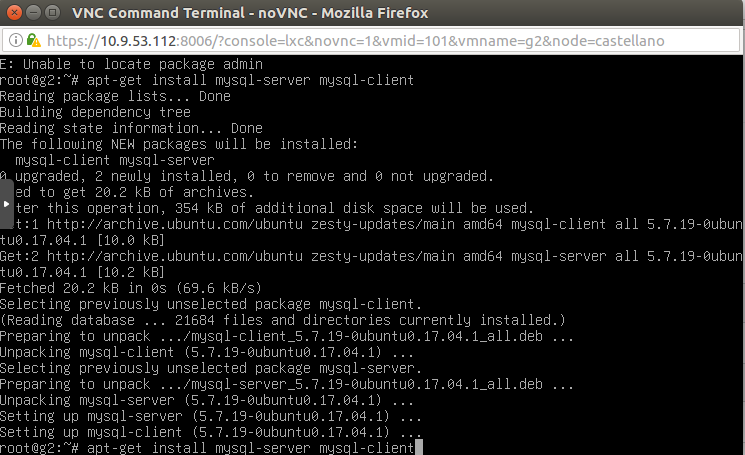 VNC Command Terminal - noVNC - Mozilla Firefox
https://10.9.53.112:8006/?console=lxc&novnc=1&vmid=101&vmname=g2&node=castellano
E: Unable to locate package admin
root@g2:~# apt-get install mysql-server mysql-client
Reading package lists... Done
Building dependency tree
Reading state information... Done
The following NEW packages will be installed:
  mysql-client mysql-server
0 upgraded, 2 newly installed, 0 to remove and 0 not upgraded.
ed to get 20.2 kB of archives.
ter this operation, 354 kB of additional disk space will be used.
t:1 http://archive.ubuntu.com/ubuntu zesty-updates/main amd64 mysql-client all 5.7.19-0ubun
tu0.17.04.1 [10.0 kB]
Get:2 http://archive.ubuntu.com/ubuntu zesty-updates/main amd64 mysql-server all 5.7.19-0ubun
tu0.17.04.1 [10.2 kB]
Fetched 20.2 kB in 0s (69.6 kB/s)
Selecting previously unselected package mysql-client.
(Reading database ... 21684 files and directories currently installed.)
Preparing to unpack .../mysql-client_5.7.19-0ubuntu0.17.04.1_all.deb ...
Unpacking mysql-client (5.7.19-0ubuntu0.17.04.1) ...
Selecting previously unselected package mysql-server.
Preparing to unpack .../mysql-server_5.7.19-0ubuntu0.17.04.1_all.deb ...
Unpacking mysql-server (5.7.19-0ubuntu0.17.04.1) ...
Setting up mysql-server (5.7.19-0ubuntu0.17.04.1) ...
Setting up mysql-client (5.7.19-0ubuntu0.17.04.1) ...
root@g2:~# apt-get install mysql-server mysql-client